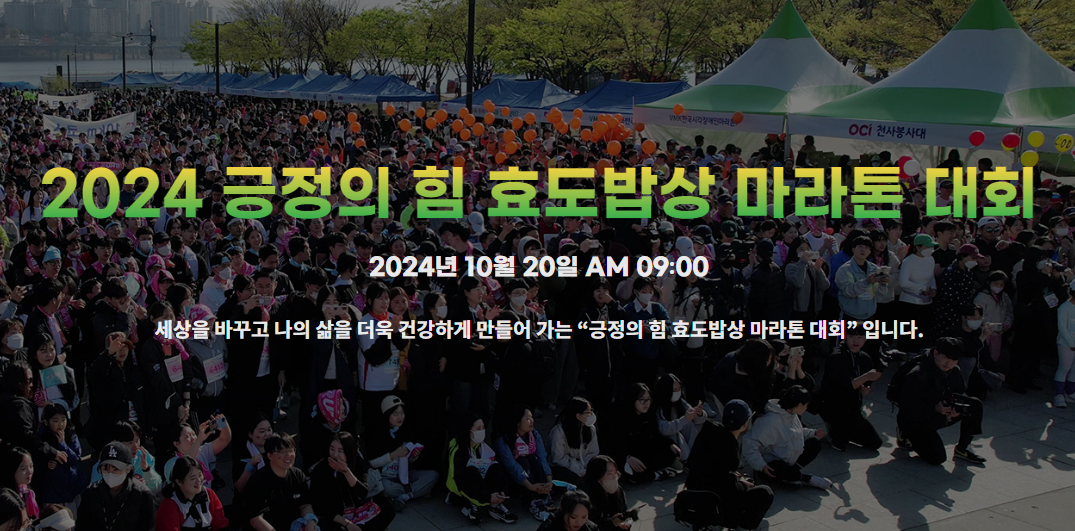 OCI 천사봉사대
2024 긍정의 힘 효도밥상 마라톤 대회
2024년 10월 20일 AM 09:00
세상을 바꾸고 나의 삶을 더욱 건강하게 만들어 가는 “긍정의 힘 효도밥상 마라톤 대회” 입니다.